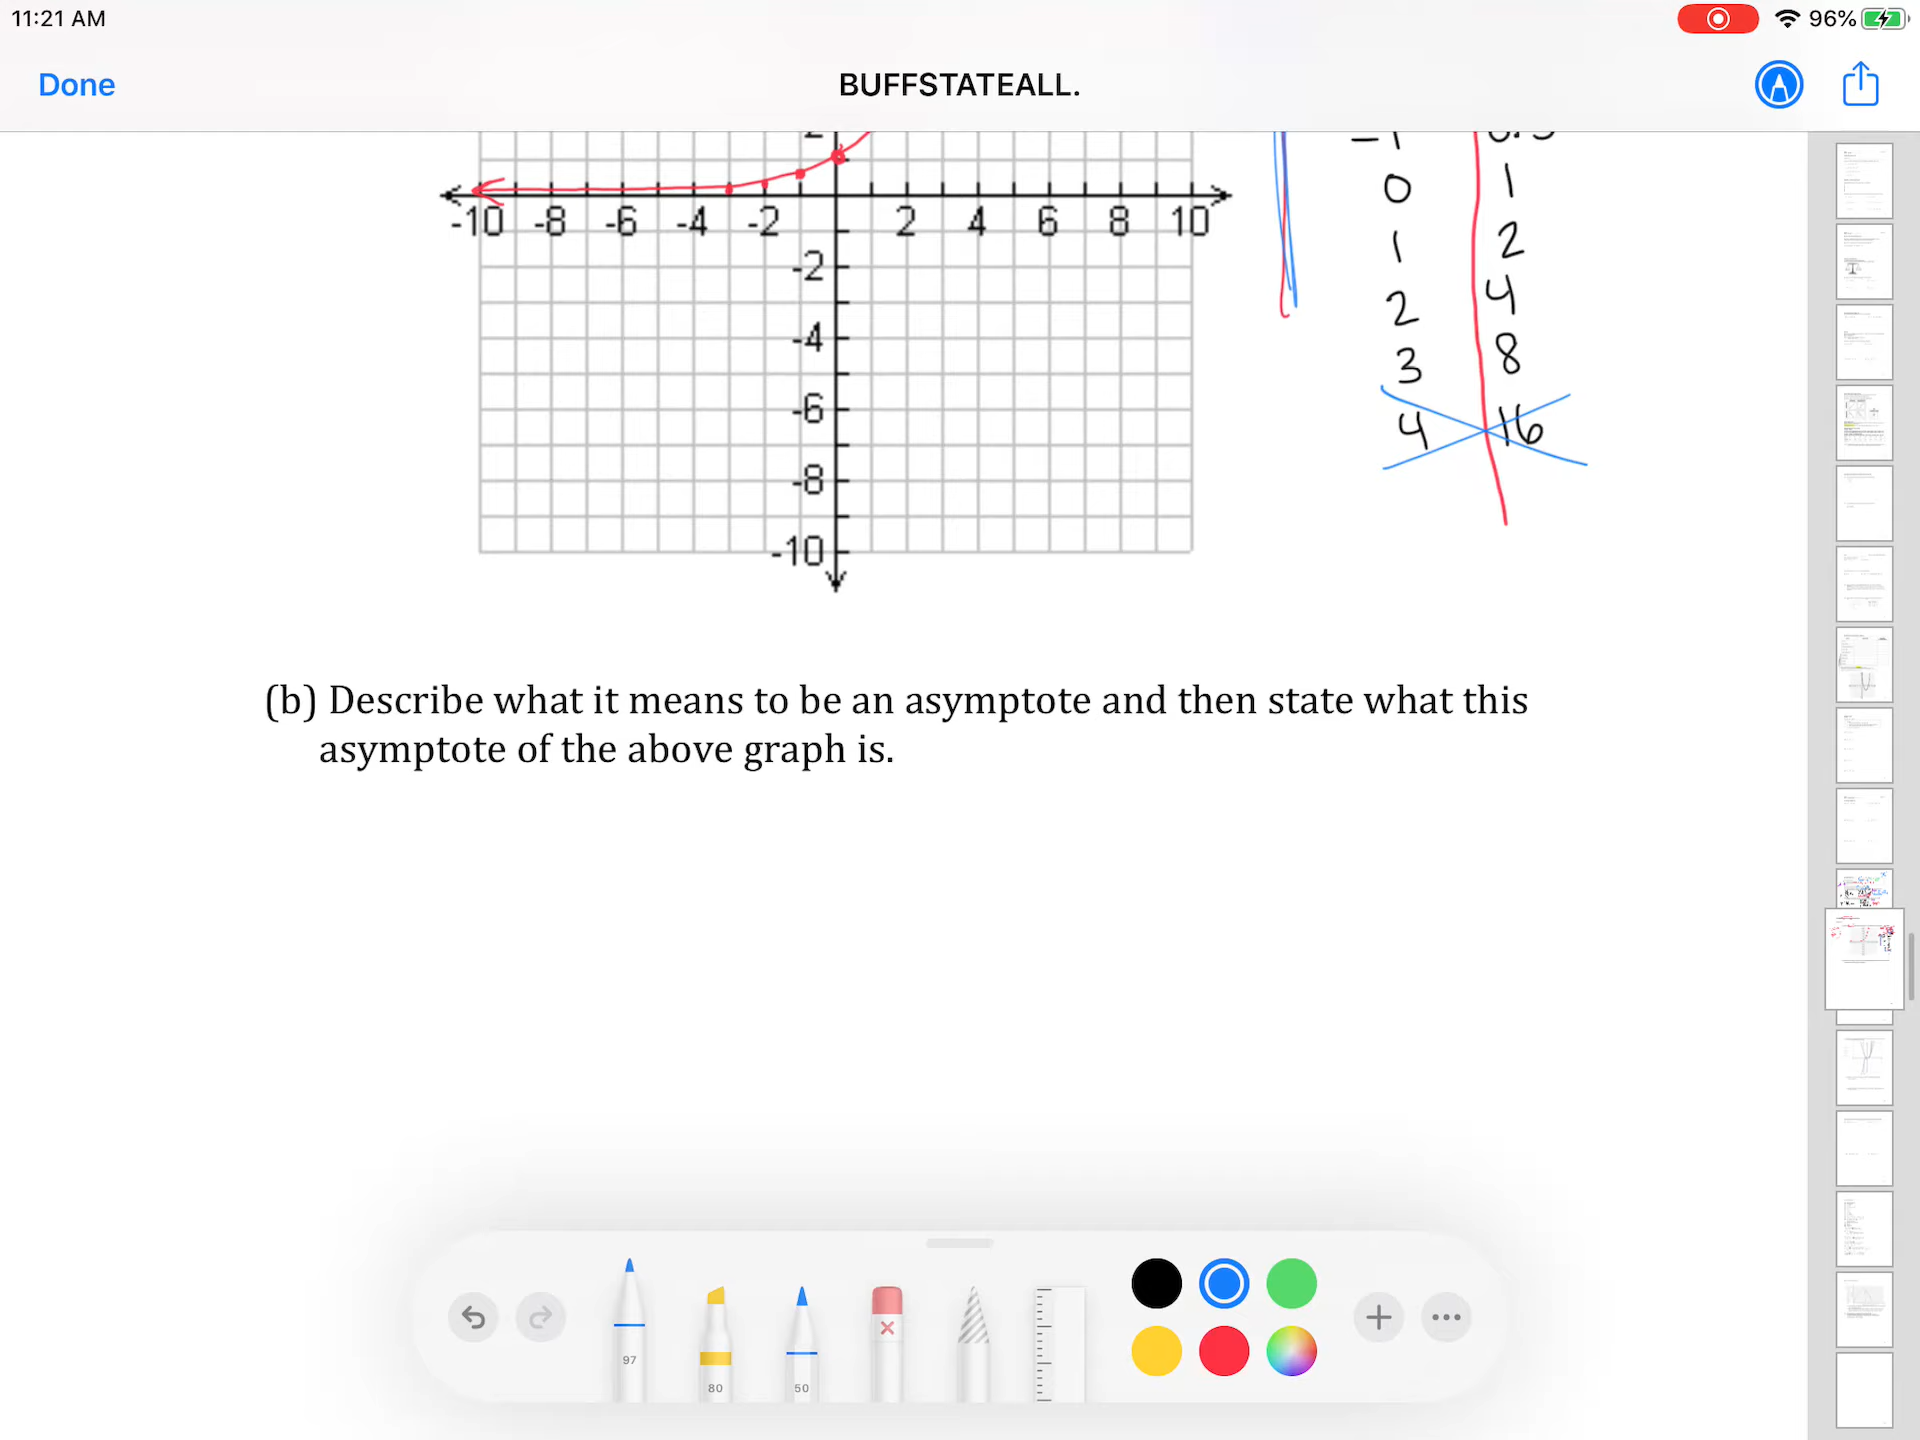 11:21 AM
96%
Done
BUFFSTATEALL.
2
-10 -8 -6 -4 -2 2 4 6 8 10
-2
-4
-6
-8
-10
-1
0 1
1 2
2 4
3 8
4 16
(b) Describe what it means to be an asymptote and then state what this
asymptote of the above graph is.
97
80
50